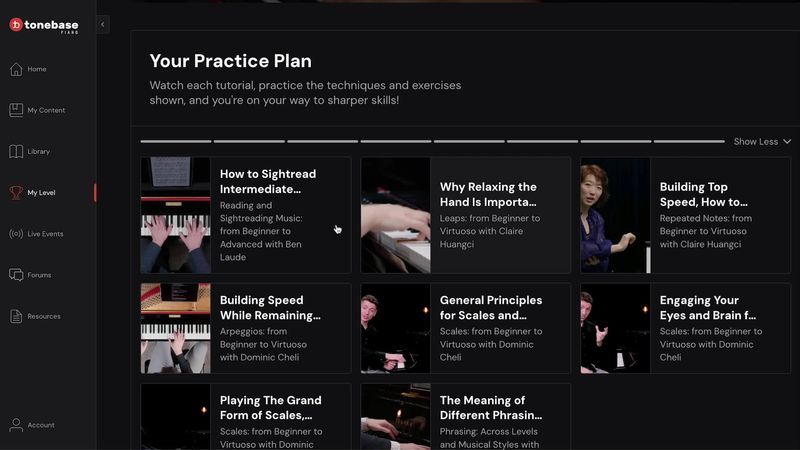 tonebase
PIANO
Home
My Content
Library
My Level
Live Events
Forums
Resources
Account
Your Practice Plan
Watch each tutorial, practice the techniques and exercises
shown, and you're on your way to sharper skills!
Show Less
How to Sightread
Intermediate...
Reading and
Sightreading Music:
from Beginner to
Advanced with Ben
Laude
Why Relaxing the
Hand Is Importa...
Leaps: from Beginner to
Virtuoso with Claire
Huangci
Building Top
Speed, How to...
Repeated Notes: from
Beginner to Virtuoso
with Claire Huangci
Building Speed
While Remaining...
Arpeggios: from
Beginner to Virtuoso
with Dominic Cheli
General Principles
for Scales and...
Scales: from Beginner to
Virtuoso with Dominic
Cheli
Engaging Your
Eyes and Brain f...
Scales: from Beginner to
Virtuoso with Dominic
Cheli
Playing The Grand
Form of Scales,...
Scales: from Beginner to
Virtuoso with Dominic
The Meaning of
Different Phrasin...
Phrasing: Across Levels
and Musical Styles with